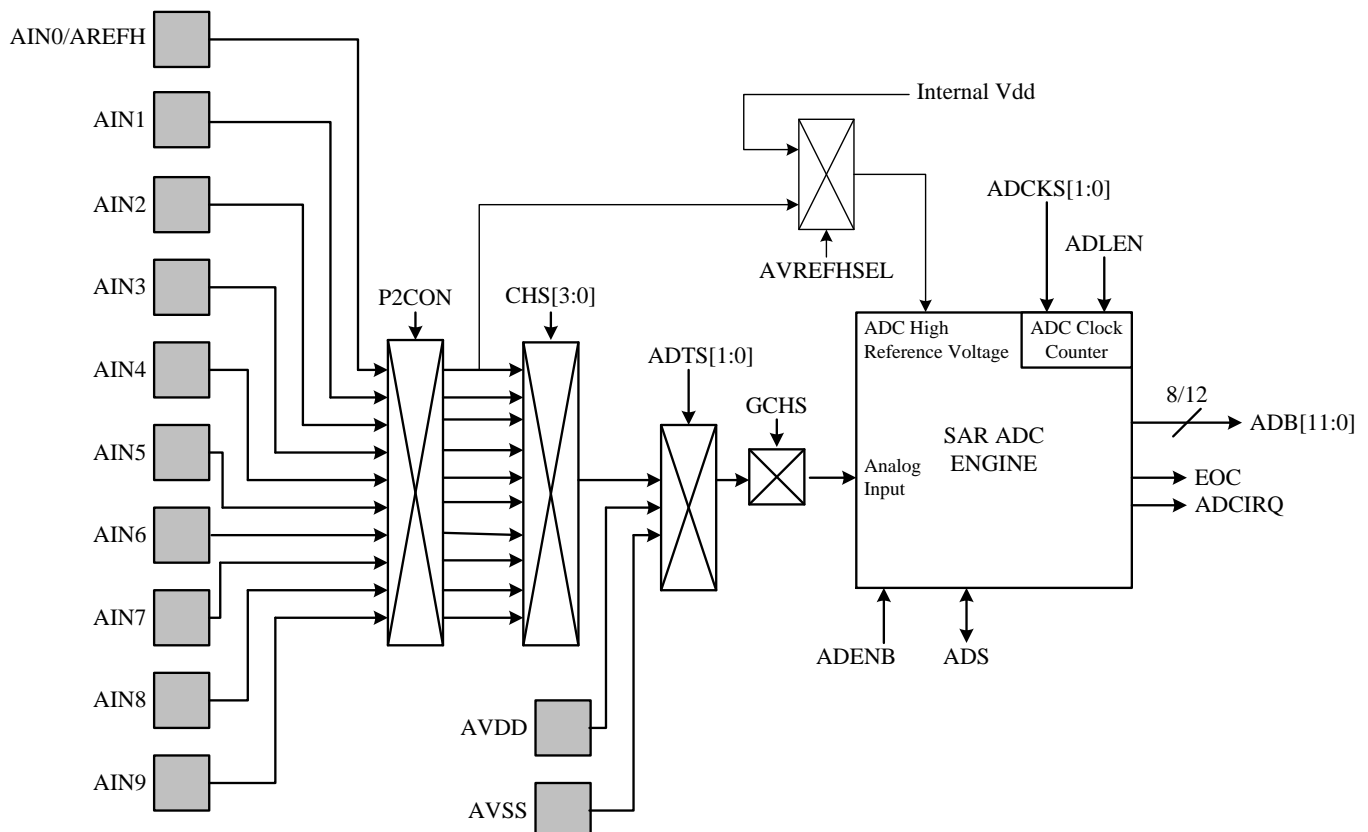 AIN0/AREFH
AIN1
AIN2
AIN3
AIN4
AIN5
AIN6
AIN7
AIN8
AIN9
P2CON
CHS[3:0]
AVDD
AVSS
ADTS[1:0]
GCHS
Internal Vdd
AVREFHSEL
ADCKS[1:0]
ADLEN
ADC High
Reference Voltage
ADC Clock
Counter
SAR ADC
ENGINE
Analog
Input
8/12
ADB[11:0]
EOC
ADCIRQ
ADENB
ADS